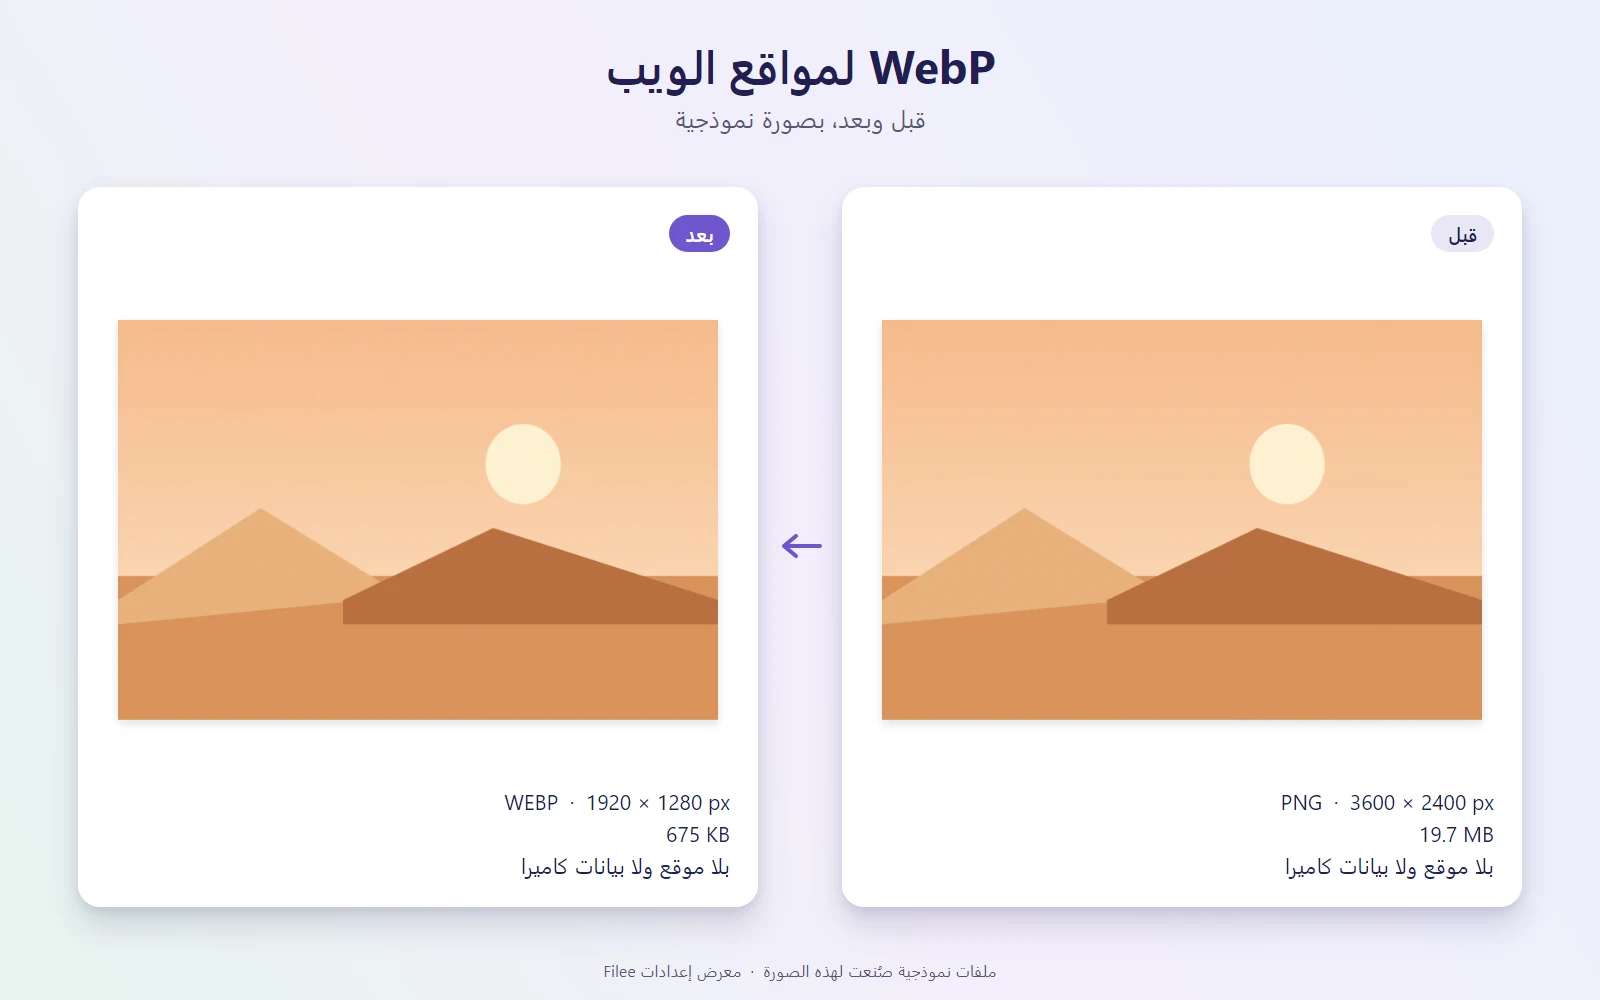 WebP لمواقع الويب
قبل وبعد، بصورة نموذجية
قبل
PNG · 3600 × 2400 px
19.7 MB
بلا موقع ولا بيانات كاميرا
بعد
WEBP · 1920 × 1280 px
675 KB
بلا موقع ولا بيانات كاميرا
ملفات نموذجية صُنعت لهذه الصورة · معرض إعدادات Filee